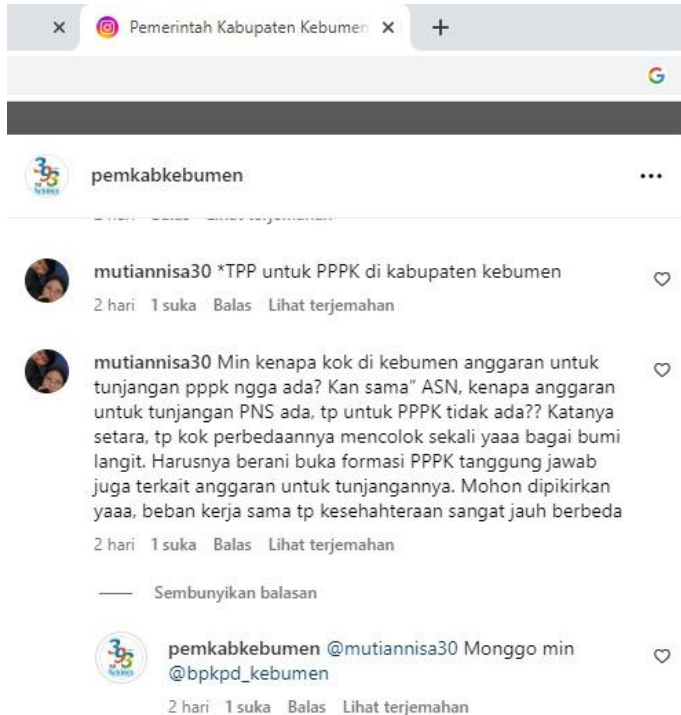 Pemerintah Kabupaten Kebumen
pemkabkebumen
mutiannisa30 *TPP untuk PPPK di kabupaten kebumen
2 hari 1 suka Balas Lihat terjemahan
mutiannisa30 Min kenapa kok di kebumen anggaran untuk
tunjangan pppk ngga ada? Kan sama” ASN, kenapa anggaran
untuk tunjangan PNS ada, tp untuk PPPK tidak ada?? Katanya
setara, tp kok perbedaannya mencolok sekali yaaa bagai bumi
langit. Harusnya berani buka formasi PPPK tanggung jawab
juga terkait anggaran untuk tunjangannya. Mohon dipikirkan
yaaa, beban kerja sama tp kesehahteraan sangat jauh berbeda
2 hari 1 suka Balas Lihat terjemahan
Sembunyikan balasan
pemkabkebumen @mutiannisa30 Monggo min
@bpkpd_kebumen
2 hari 1 suka Balas Lihat terjemahan